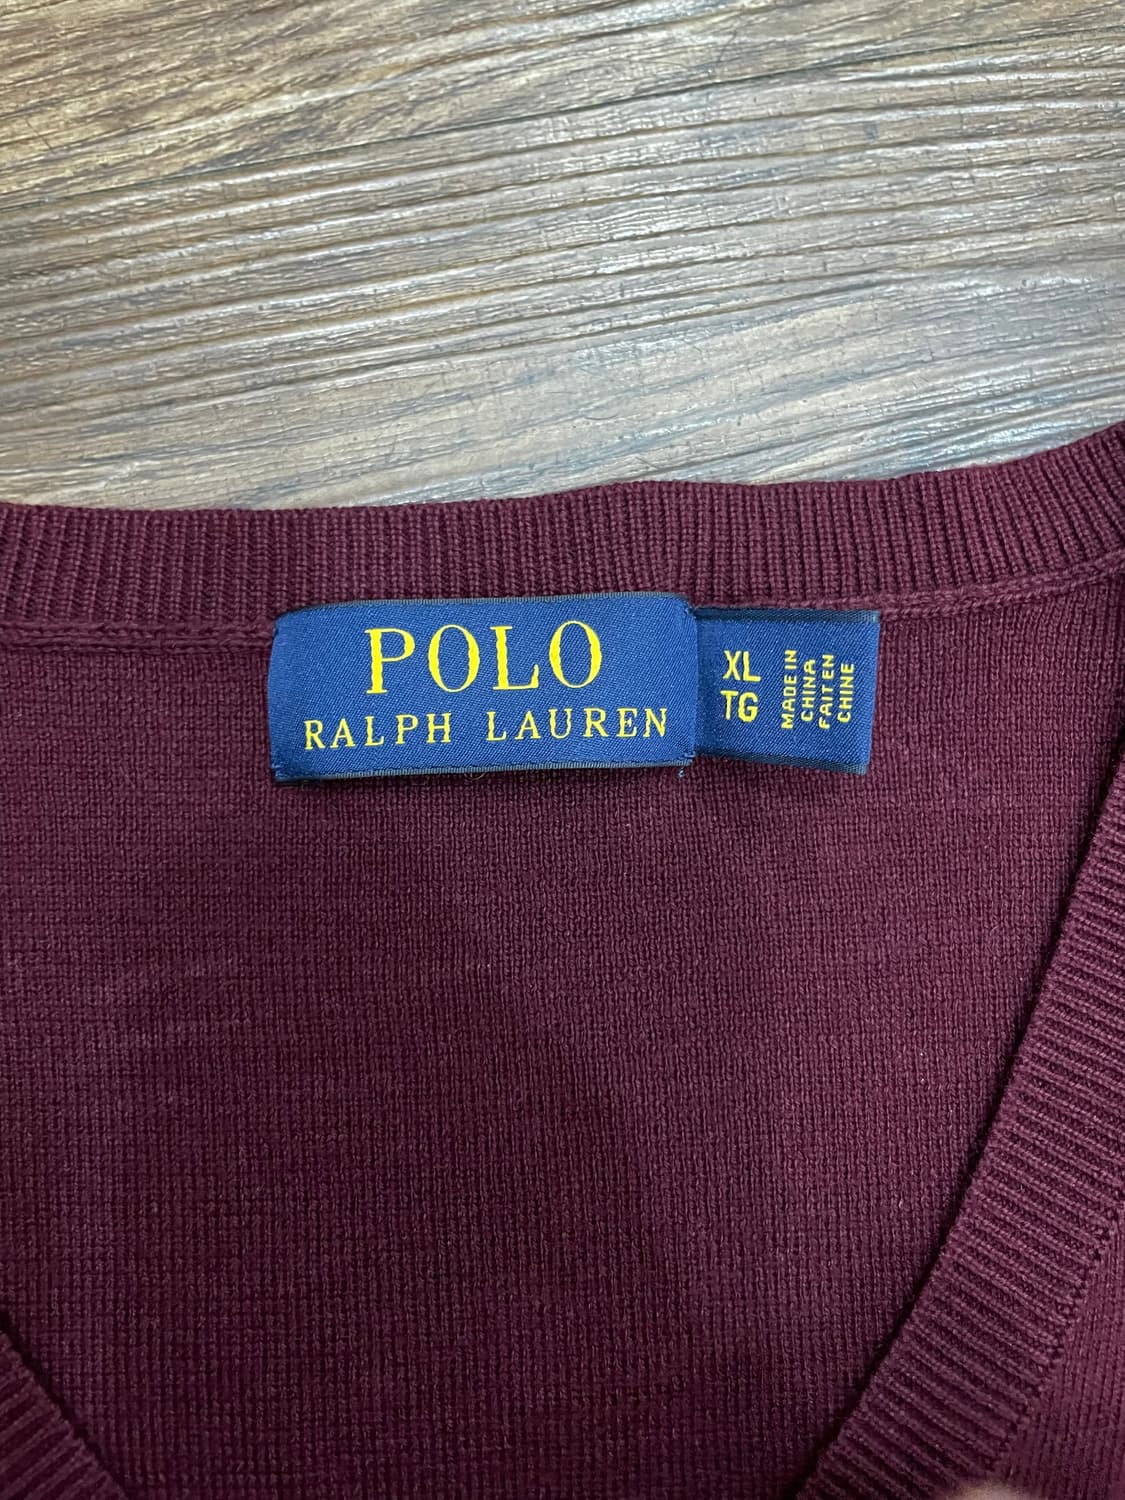 POLO
RALPH LAUREN
XL
TG
MADE IN
CHINA
FAIT EN
CHINE